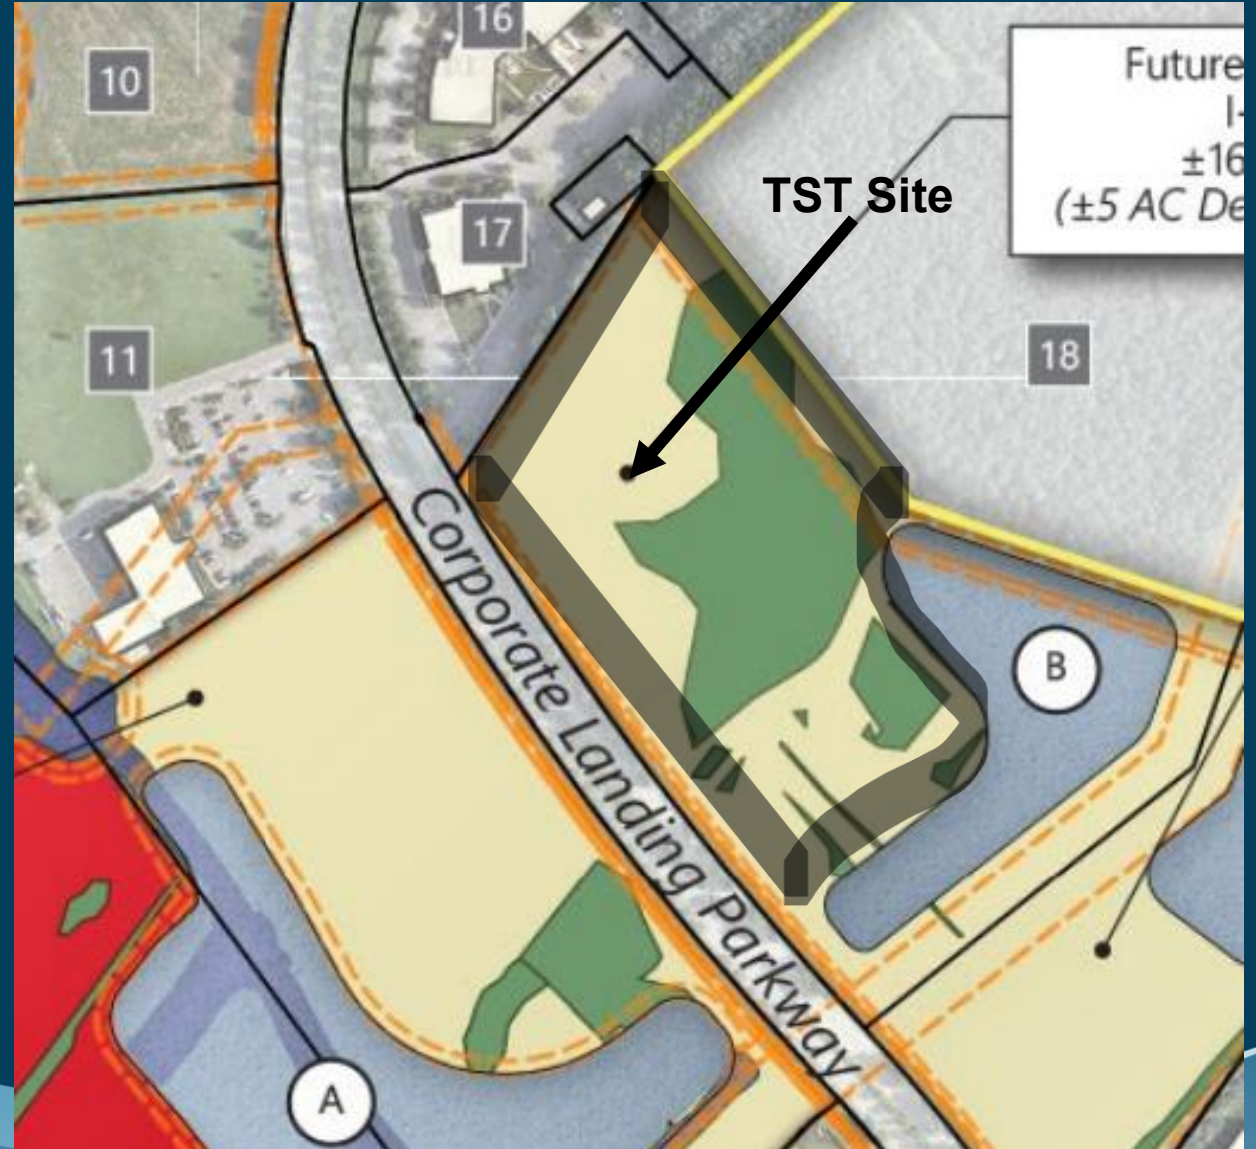 16
10
Future
I-
±16
(±5 AC De
TST Site
17
18
11
Corporate Landing Parkway
B
A